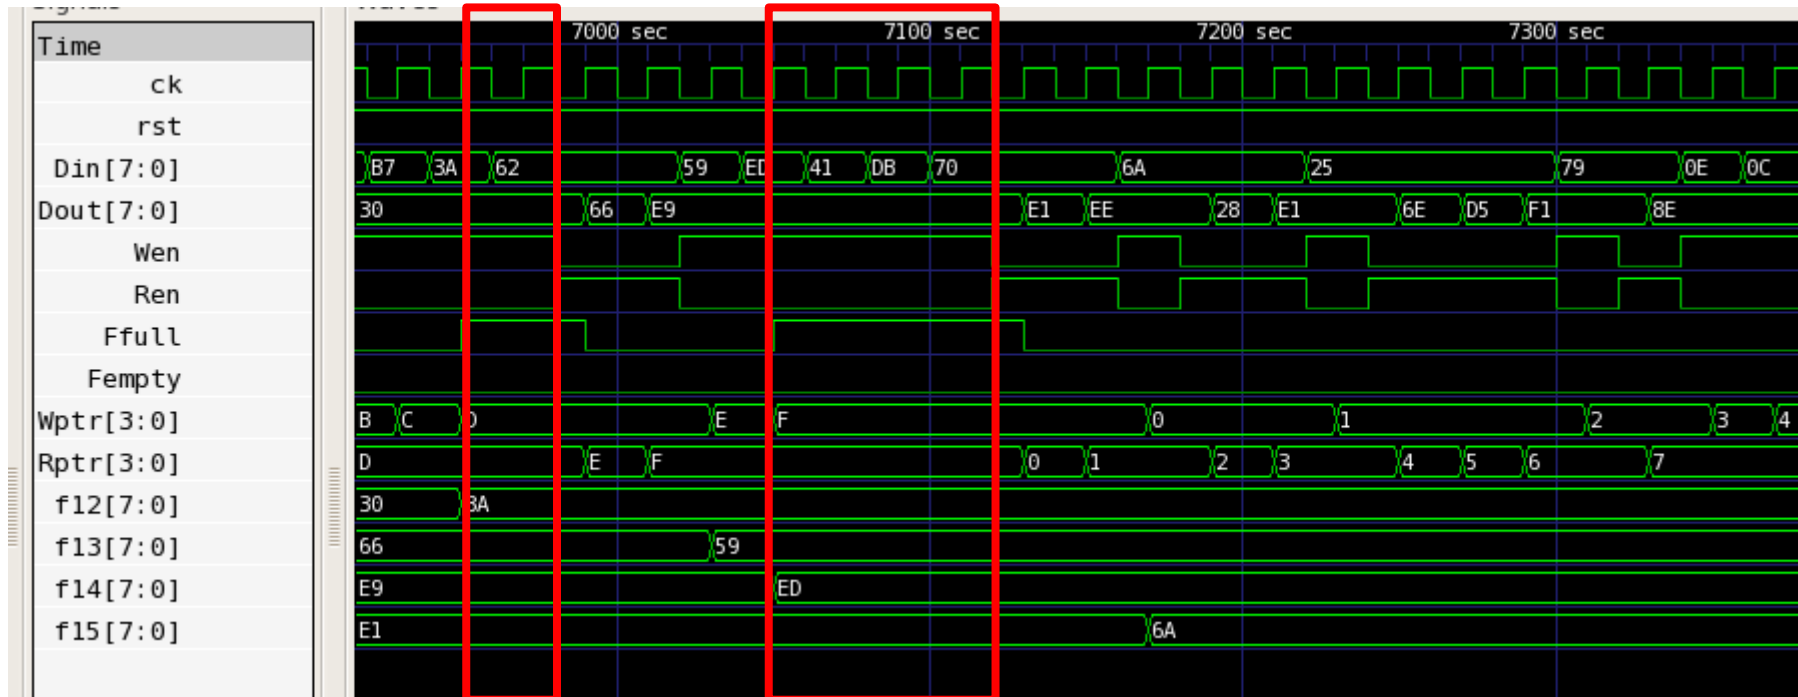 Time 7000 sec 7100 sec 7200 sec 7300 sec
ck
rst
Din[7:0] B7 3A 62 59 ED 41 DB 70 6A 25 79 0E 0C
Dout[7:0] 30 66 E9 E1 EE 28 E1 6E D5 F1 8E
Wen
Ren
Ffull
Fempty
Wptr[3:0] B C D E F 0 1 2 3 4
Rptr[3:0] D E F 0 1 2 3 4 5 6 7
f12[7:0] 30 3A
f13[7:0] 66 59
f14[7:0] E9 ED
f15[7:0] E1 6A